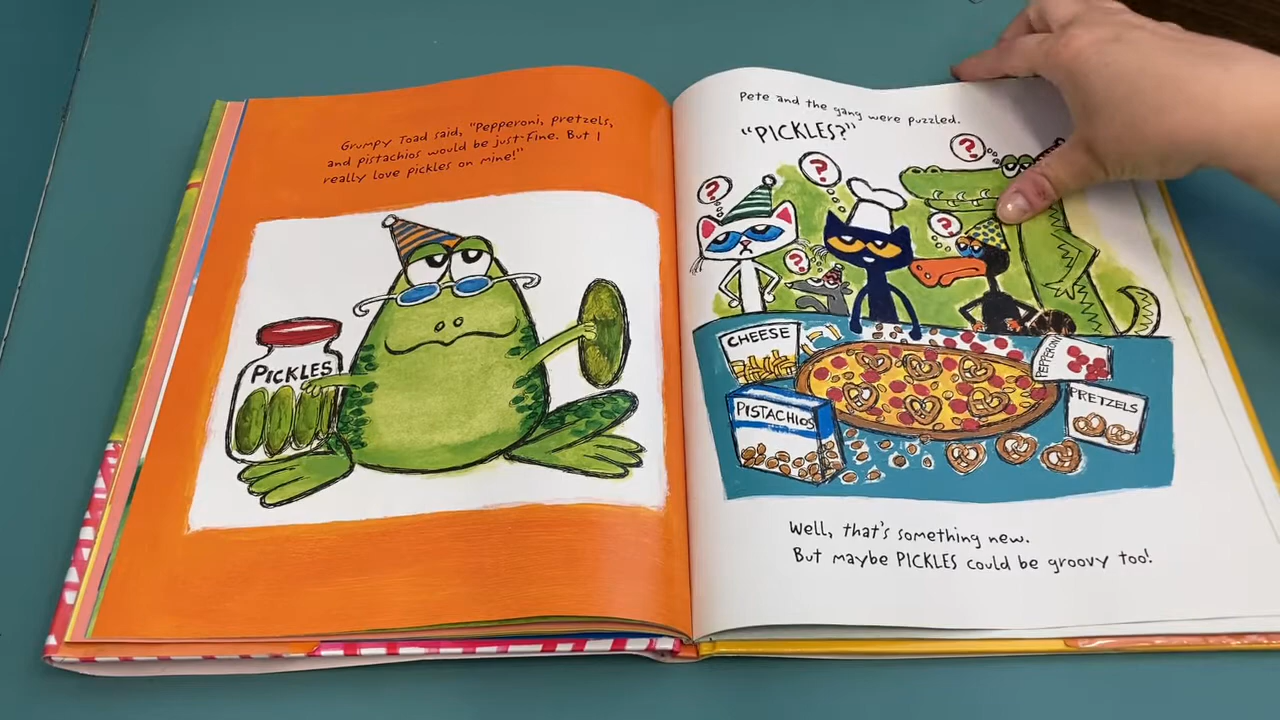 Grumpy Toad said, "Pepperoni, pretzels,
and pistachios would be just fine. But I
really love pickles on mine!"
PICKLES
Pete and the gang were puzzled.
"PICKLES?"
?
?
?
?
?
CHEESE
PEPPERONI
PISTACHIOS
PRETZELS
Well, that's something new.
But maybe PICKLES could be groovy too!